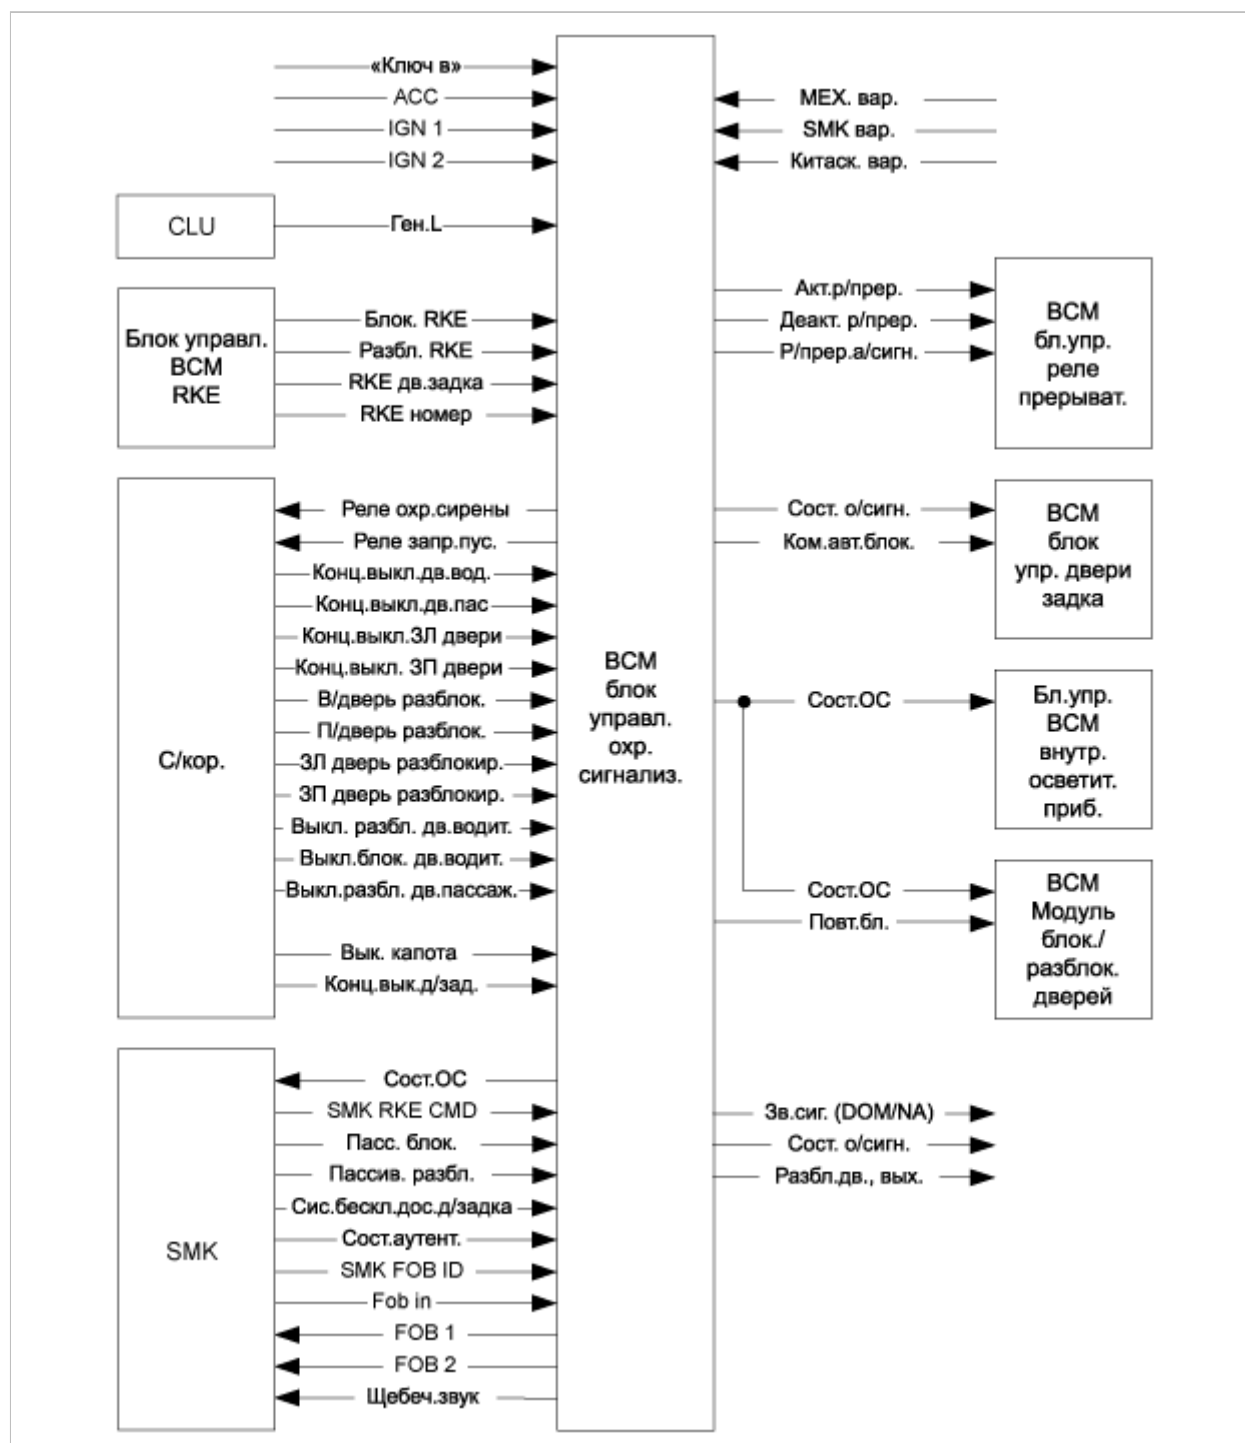 «Ключ в»
ACC
IGN 1
IGN 2
CLU
Ген.L
Блок управл.
BCM
RKE
Блок. RKE
Разбл. RKE
RKE дв.задка
RKE номер
С/кор.
Реле охр.сирены
Реле запр.пус.
Конц.выкл.дв.вод.
Конц.выкл.дв.пас
Конц.выкл.ЗЛ двери
Конц.выкл. ЗП двери
В/дверь разблок.
П/дверь разблок.
ЗЛ дверь разблокир.
ЗП дверь разблокир.
Выкл. разбл. дв.водит.
Выкл.блок. дв.водит.
Выкл.разбл. дв.пассаж.
Вык. капота
Конц.вык.д/зад.
SMK
Сост.ОС
SMK RKE CMD
Пасс. блок.
Пассив. разбл.
Сис.бескл.дос.д/задка
Сост.аутент.
SMK FOB ID
Fob in
FOB 1
FOB 2
Щебеч.звук
BCM
блок
управл.
охр.
сигнализ.
МЕХ. вар.
SMK вар.
Китаск. вар.
Акт.р/прер.
Деакт. р/прер.
Р/прер.а/сигн.
BCM
бл.упр.
реле
прерыват.
Сост. о/сигн.
Ком.авт.блок.
BCM
блок
упр. двери
задка
Сост.ОС
Бл.упр.
BCM
внутр.
осветит.
приб.
Сост.ОС
Повт.бл.
BCM
Модуль
блок./
разблок.
дверей
Зв.сиг. (DOM/NA)
Сост. о/сигн.
Разбл.дв., вых.